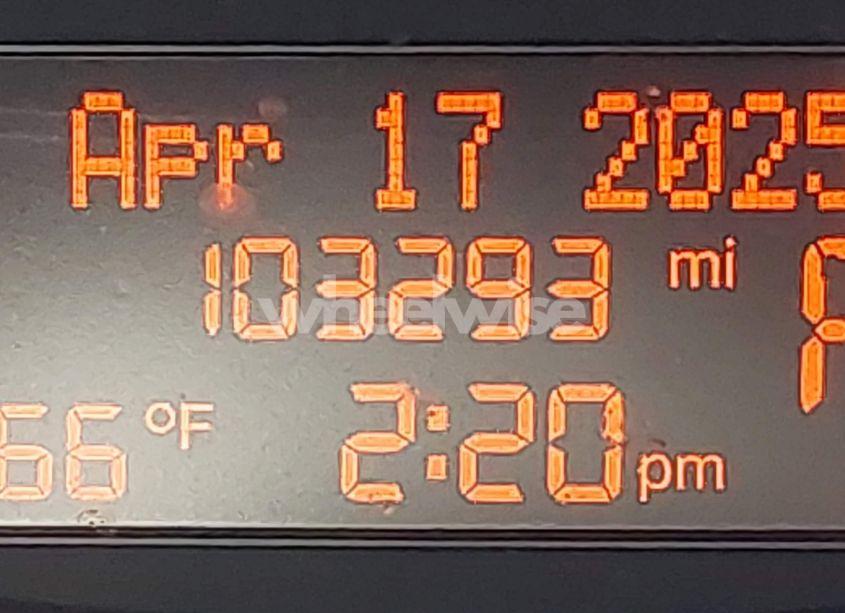 Apr 17 2025
103293 mi
66 °F 2:20 pm
wheelwise